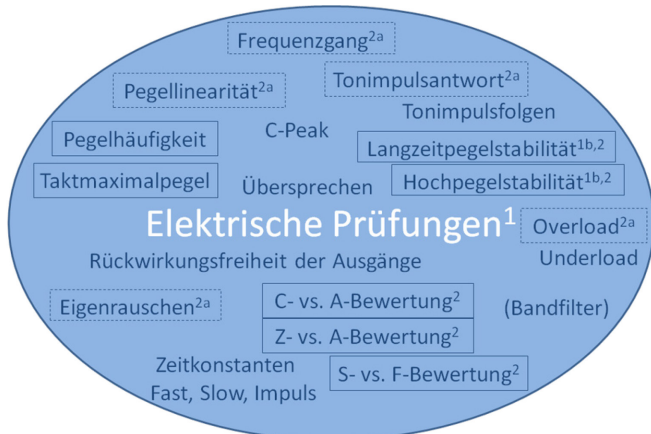 Frequenzgang²ᵃ
Pegellinearität²ᵃ
Tonimpulsantwort²ᵃ
Tonimpulsfolgen
C-Peak
Pegelhäufigkeit
Langzeitpegelstabilität¹ᵇ,²
Taktmaximalpegel
Übersprechen
Hochpegelstabilität¹ᵇ,²
Elektrische Prüfungen¹
Overload²ᵃ
Underload
Rückwirkungsfreiheit der Ausgänge
Eigenrauschen²ᵃ
C- vs. A-Bewertung²
(Bandfilter)
Z- vs. A-Bewertung²
Zeitkonstanten
Fast, Slow, Impuls
S- vs. F-Bewertung²